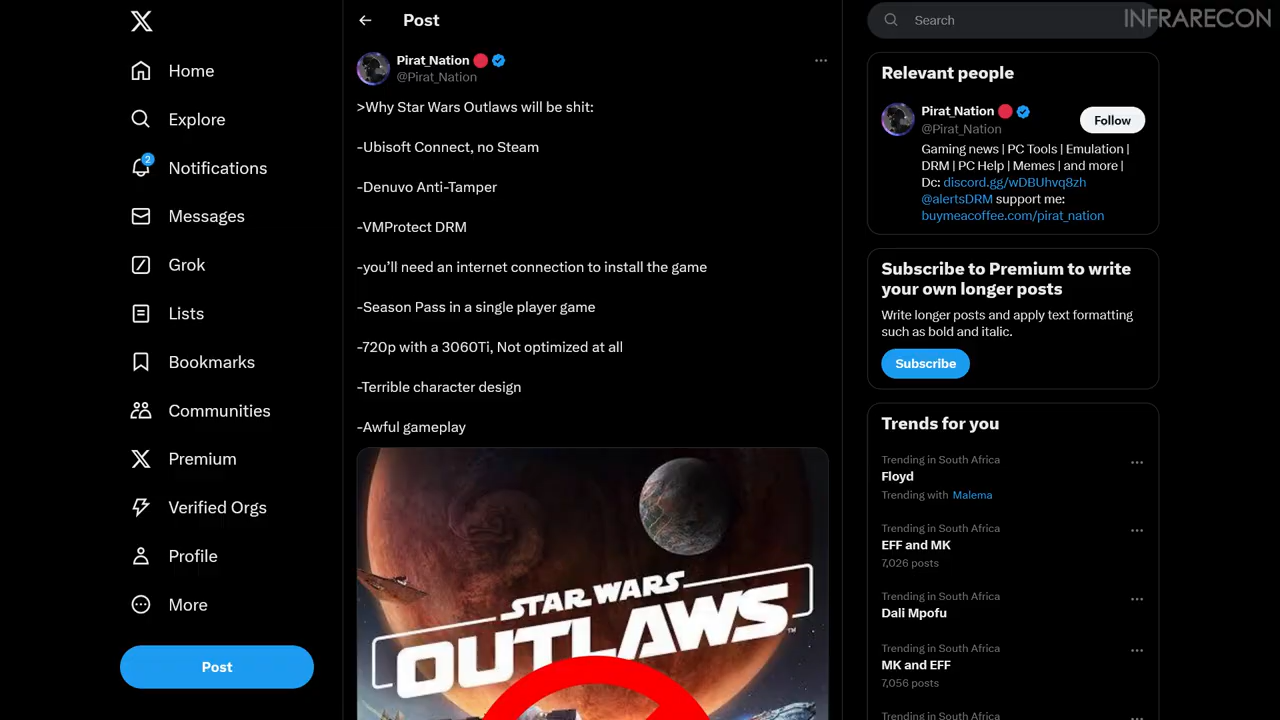 INFRARECON
Home
Explore
2
Notifications
Messages
Grok
Lists
Bookmarks
Communities
Premium
Verified Orgs
Profile
More
Post
Post
Pirat_Nation
@Pirat_Nation
>Why Star Wars Outlaws will be shit:
-Ubisoft Connect, no Steam
-Denuvo Anti-Tamper
-VMProtect DRM
-you’ll need an internet connection to install the game
-Season Pass in a single player game
-720p with a 3060Ti, Not optimized at all
-Terrible character design
-Awful gameplay
STAR WARS
OUTLAWS
Search
Relevant people
Pirat_Nation
@Pirat_Nation
Follow
Gaming news | PC Tools | Emulation |
DRM | PC Help | Memes | and more |
Dc: discord.gg/wDBUhvq8zh
@alertsDRM support me:
buymeacoffee.com/pirat_nation
Subscribe to Premium to write
your own longer posts
Write longer posts and apply text formatting
such as bold and italic.
Subscribe
Trends for you
Trending in South Africa
Floyd
Trending with Malema
Trending in South Africa
EFF and MK
7,026 posts
Trending in South Africa
Dali Mpofu
Trending in South Africa
MK and EFF
7,056 posts
Trending in South Africa